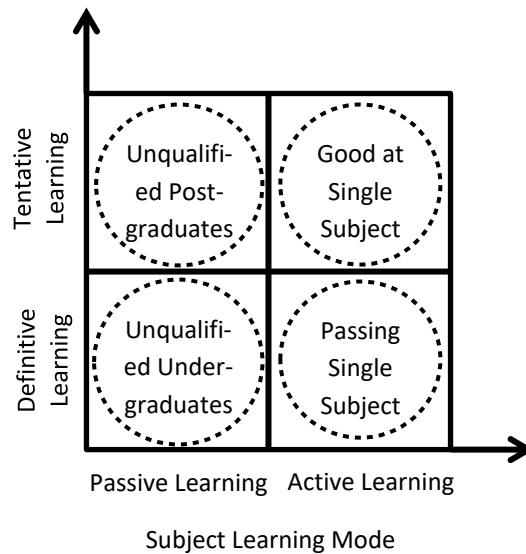 Tentative
Learning
Unqualifi-
ed Post-
graduates
Good at
Single
Subject
Definitive
Learning
Unqualifi-
ed Under-
graduates
Passing
Single
Subject
Passive Learning
Active Learning
Subject Learning Mode